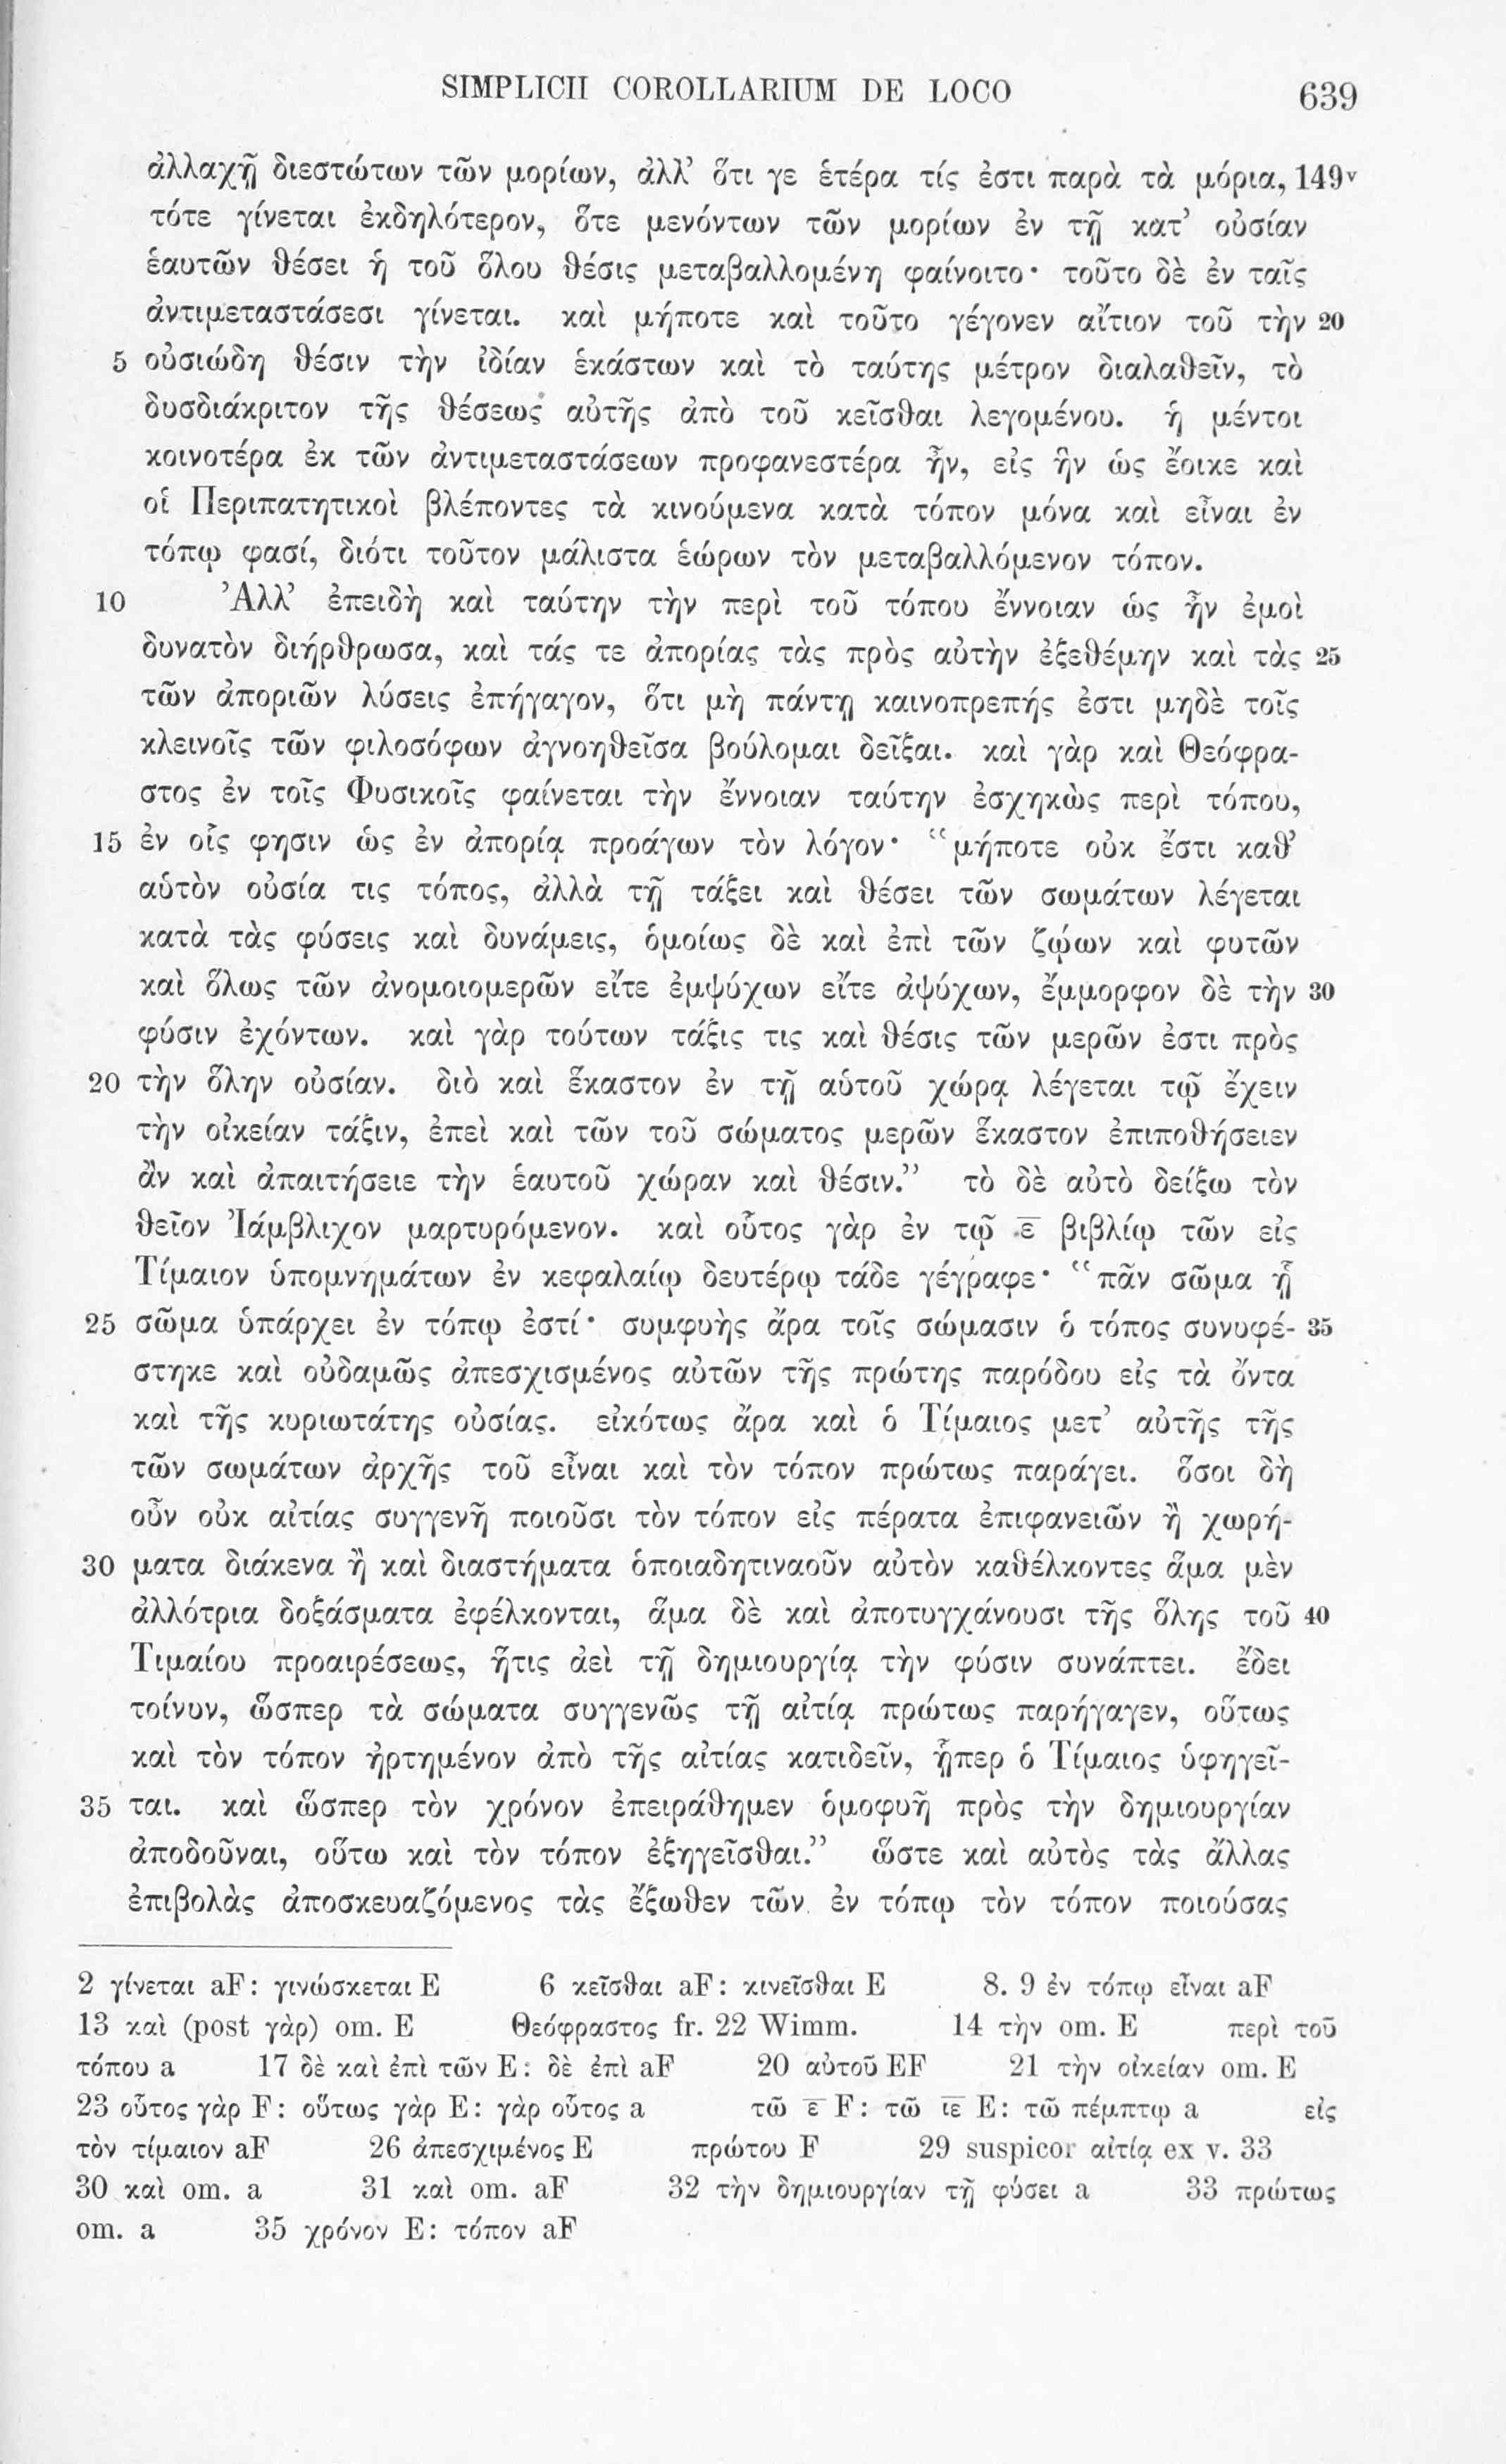 SIMPLICII COROLLARIUM DE LOCO 639
ἀλλαχῇ διεστώτων τῶν μορίων, ἀλλ’ ὅτι γε ἑτέρα τίς ἐστι παρὰ τὰ μόρια, 149ᵛ
τότε γίνεται ἐκδηλότερον, ὅτε μενόντων τῶν μορίων ἐν τῇ κατ’ οὐσίαν
ἑαυτῶν θέσει ἡ τοῦ ὅλου θέσις μεταβαλλομένη φαίνοιτο· τοῦτο δὲ ἐν ταῖς
ἀντιμεταστάσεσι γίνεται. καὶ μήποτε καὶ τοῦτο γέγονεν αἴτιον τοῦ τὴν 20
5 οὐσιώδη θέσιν τὴν ἰδίαν ἑκάστων καὶ τὸ ταύτης μέτρον διαλαθεῖν, τὸ
δυσδιάκριτον τῆς θέσεως αὐτῆς ἀπὸ τοῦ κεῖσθαι λεγομένου. ἡ μέντοι
κοινοτέρα ἐκ τῶν ἀντιμεταστάσεων προφανεστέρα ἦν, εἰς ἣν ὡς ἔοικε καὶ
οἱ Περιπατητικοὶ βλέποντες τὰ κινούμενα κατὰ τόπον μόνα καὶ εἶναι ἐν
τόπῳ φασί, διότι τοῦτον μάλιστα ἑώρων τὸν μεταβαλλόμενον τόπον.
10 Ἀλλ’ ἐπειδὴ καὶ ταύτην τὴν περὶ τοῦ τόπου ἔννοιαν ὡς ἦν ἐμοὶ
δυνατὸν διήρθρωσα, καὶ τάς τε ἀπορίας τὰς πρὸς αὐτὴν ἐξεθέμην καὶ τὰς 25
τῶν ἀποριῶν λύσεις ἐπήγαγον, ὅτι μὴ πάντῃ καινοπρεπής ἐστι μηδὲ τοῖς
κλεινοῖς τῶν φιλοσόφων ἀγνοηθεῖσα βούλομαι δεῖξαι. καὶ γὰρ καὶ Θεόφρα-
στος ἐν τοῖς Φυσικοῖς φαίνεται τὴν ἔννοιαν ταύτην ἐσχηκὼς περὶ τόπου,
15 ἐν οἷς φησιν ὡς ἐν ἀπορίᾳ προάγων τὸν λόγον· “μήποτε οὐκ ἔστι καθ’
αὑτὸν οὐσία τις τόπος, ἀλλὰ τῇ τάξει καὶ θέσει τῶν σωμάτων λέγεται
κατὰ τὰς φύσεις καὶ δυνάμεις, ὁμοίως δὲ καὶ ἐπὶ τῶν ζῴων καὶ φυτῶν
καὶ ὅλως τῶν ἀνομοιομερῶν εἴτε ἐμψύχων εἴτε ἀψύχων, ἔμμορφον δὲ τὴν 30
φύσιν ἐχόντων. καὶ γὰρ τούτων τάξις τις καὶ θέσις τῶν μερῶν ἐστι πρὸς
20 τὴν ὅλην οὐσίαν. διὸ καὶ ἕκαστον ἐν τῇ αὑτοῦ χώρᾳ λέγεται τῷ ἔχειν
τὴν οἰκείαν τάξιν, ἐπεὶ καὶ τῶν τοῦ σώματος μερῶν ἕκαστον ἐπιποθήσειεν
ἂν καὶ ἀπαιτήσειε τὴν ἑαυτοῦ χώραν καὶ θέσιν.” τὸ δὲ αὐτὸ δείξω τὸν
θεῖον Ἰάμβλιχον μαρτυρόμενον. καὶ οὗτος γὰρ ἐν τῷ ε̅ βιβλίῳ τῶν εἰς
Τίμαιον ὑπομνημάτων ἐν κεφαλαίῳ δευτέρῳ τάδε γέγραφε· “πᾶν σῶμα ᾗ
25 σῶμα ὑπάρχει ἐν τόπῳ ἐστί· συμφυὴς ἄρα τοῖς σώμασιν ὁ τόπος συνυφέ- 35
στηκε καὶ οὐδαμῶς ἀπεσχισμένος αὐτῶν τῆς πρώτης παρόδου εἰς τὰ ὄντα
καὶ τῆς κυριωτάτης οὐσίας. εἰκότως ἄρα καὶ ὁ Τίμαιος μετ’ αὐτῆς τῆς
τῶν σωμάτων ἀρχῆς τοῦ εἶναι καὶ τὸν τόπον πρώτως παράγει. ὅσοι δὴ
οὖν οὐκ αἰτίας συγγενῆ ποιοῦσι τὸν τόπον εἰς πέρατα ἐπιφανειῶν ἢ χωρή-
30 ματα διάκενα ἢ καὶ διαστήματα ὁποιαδητιναοῦν αὐτὸν καθέλκοντες ἅμα μὲν
ἀλλότρια δοξάσματα ἐφέλκονται, ἅμα δὲ καὶ ἀποτυγχάνουσι τῆς ὅλης τοῦ 40
Τιμαίου προαιρέσεως, ἥτις ἀεὶ τῇ δημιουργίᾳ τὴν φύσιν συνάπτει. ἔδει
τοίνυν, ὥσπερ τὰ σώματα συγγενῶς τῇ αἰτίᾳ πρώτως παρήγαγεν, οὕτως
καὶ τὸν τόπον ἠρτημένον ἀπὸ τῆς αἰτίας κατιδεῖν, ᾗπερ ὁ Τίμαιος ὑφηγεῖ-
35 ται. καὶ ὥσπερ τὸν χρόνον ἐπειράθημεν ὁμοφυῆ πρὸς τὴν δημιουργίαν
ἀποδοῦναι, οὕτω καὶ τὸν τόπον ἐξηγεῖσθαι.” ὥστε καὶ αὐτὸς τὰς ἄλλας
ἐπιβολὰς ἀποσκευαζόμενος τὰς ἔξωθεν τῶν ἐν τόπῳ τὸν τόπον ποιούσας
2 γίνεται aF: γινώσκεται E 6 κεῖσθαι aF: κινεῖσθαι E 8. 9 ἐν τόπῳ εἶναι aF
13 καὶ (post γὰρ) om. E Θεόφραστος fr. 22 Wimm. 14 τὴν om. E περὶ τοῦ
τόπου a 17 δὲ καὶ ἐπὶ τῶν E: δὲ ἐπὶ aF 20 αὐτοῦ EF 21 τὴν οἰκείαν om. E
23 οὗτος γὰρ F: οὕτως γὰρ E: γὰρ οὗτος a τῶ ε̅ F: τῶ ι̅ε̅ E: τῶ πέμπτῳ a εἰς
τὸν τίμαιον aF 26 ἀπεσχιμένος E πρώτου F 29 suspicor αἰτίᾳ ex v. 33
30 καὶ om. a 31 καὶ om. aF 32 τὴν δημιουργίαν τῇ φύσει a 33 πρώτως
om. a 35 χρόνον E: τόπον aF